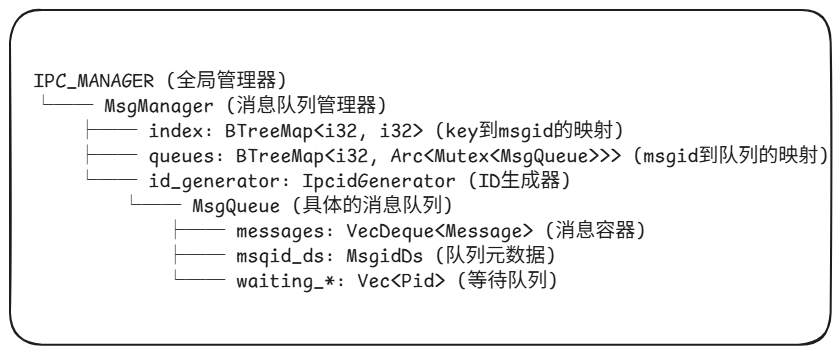 IPC_MANAGER (全局管理器)
└── MsgManager (消息队列管理器)
├── index: BTreeMap<i32, i32> (key到msgid的映射)
├── queues: BTreeMap<i32, Arc<Mutex<MsgQueue>>> (msgid到队列的映射)
└── id_generator: IpcidGenerator (ID生成器)
└── MsgQueue (具体的消息队列)
├── messages: VecDeque<Message> (消息容器)
├── msqid_ds: MsgidDs (队列元数据)
└── waiting_*: Vec<Pid> (等待队列)